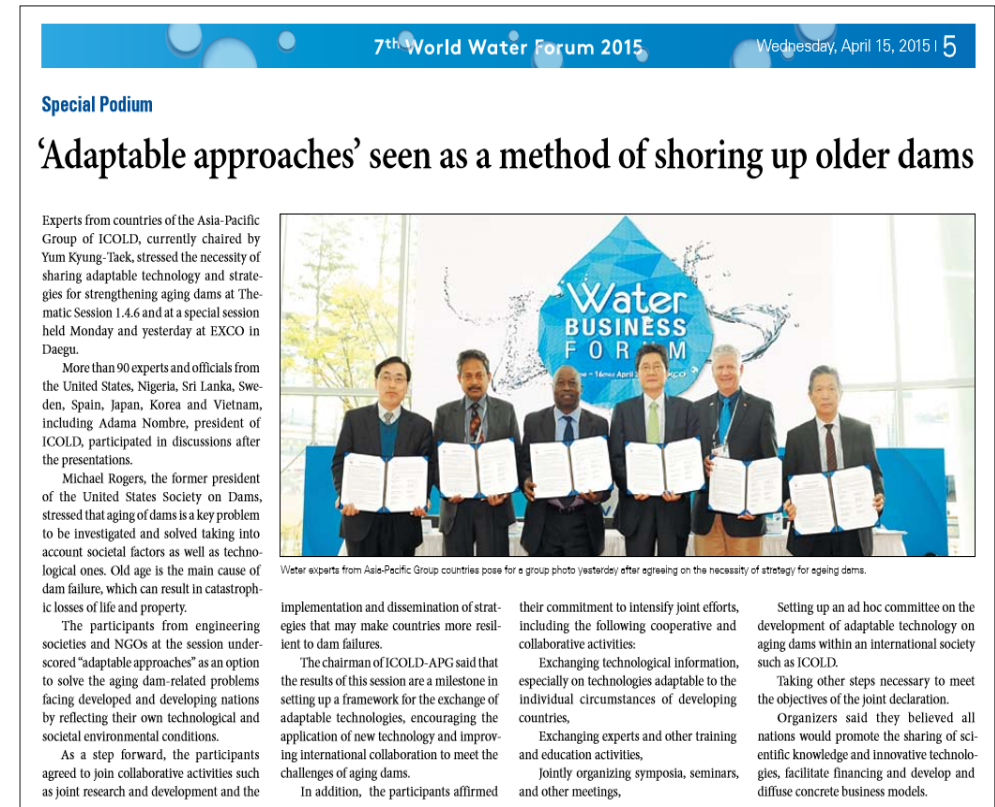 7th World Water Forum 2015
Wednesday, April 15, 2015 | 5
Special Podium
‘Adaptable approaches’ seen as a method of shoring up older dams
Experts from countries of the Asia-Pacific
Group of ICOLD, currently chaired by
Yum Kyung-Taek, stressed the necessity of
sharing adaptable technology and strate-
gies for strengthening aging dams at The-
matic Session 1.4.6 and at a special session
held Monday and yesterday at EXCO in
Daegu.
More than 90 experts and officials from
the United States, Nigeria, Sri Lanka, Swe-
den, Spain, Japan, Korea and Vietnam,
including Adama Nombre, president of
ICOLD, participated in discussions after
the presentations.
Michael Rogers, the former president
of the United States Society on Dams,
stressed that aging of dams is a key problem
to be investigated and solved taking into
account societal factors as well as techno-
logical ones. Old age is the main cause of
dam failure, which can result in catastroph-
ic losses of life and property.
The participants from engineering
societies and NGOs at the session under-
scored “adaptable approaches” as an option
to solve the aging dam-related problems
facing developed and developing nations
by reflecting their own technological and
societal environmental conditions.
As a step forward, the participants
agreed to join collaborative activities such
as joint research and development and the
Water
BUSINESS
FORUM
Water experts from Asia-Pacific Group countries pose for a group photo yesterday after agreeing on the necessity of strategy for ageing dams.
implementation and dissemination of strat-
egies that may make countries more resil-
ient to dam failures.
The chairman of ICOLD-APG said that
the results of this session are a milestone in
setting up a framework for the exchange of
adaptable technologies, encouraging the
application of new technology and improv-
ing international collaboration to meet the
challenges of aging dams.
In addition, the participants affirmed
their commitment to intensify joint efforts,
including the following cooperative and
collaborative activities:
Exchanging technological information,
especially on technologies adaptable to the
individual circumstances of developing
countries,
Exchanging experts and other training
and education activities,
Jointly organizing symposia, seminars,
and other meetings,
Setting up an ad hoc committee on the
development of adaptable technology on
aging dams within an international society
such as ICOLD.
Taking other steps necessary to meet
the objectives of the joint declaration.
Organizers said they believed all
nations would promote the sharing of sci-
entific knowledge and innovative technolo-
gies, facilitate financing and develop and
diffuse concrete business models.